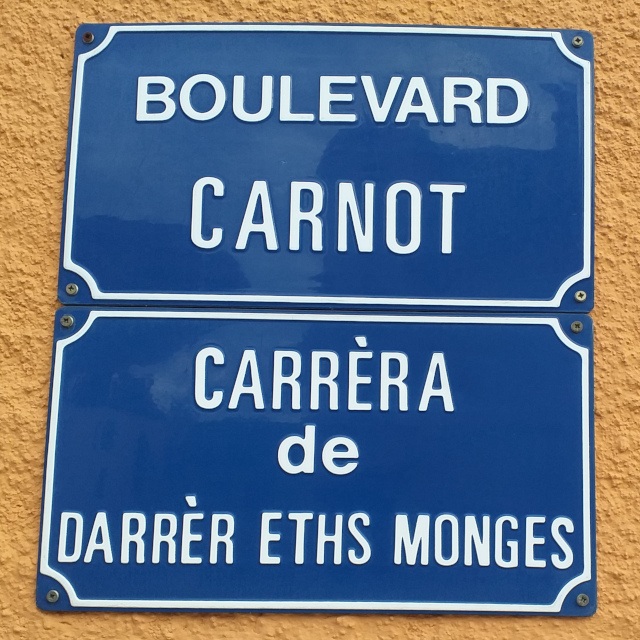 BOULEVARD
CARNOT
CARRÈRA
de
DARRÈR ETHS MONGES